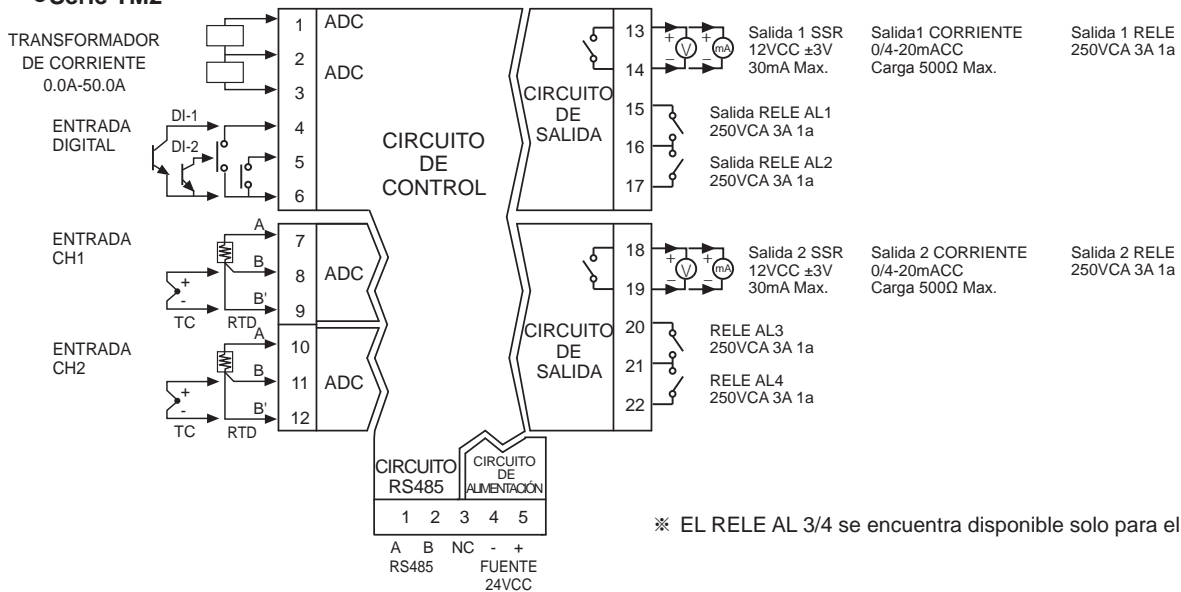 Serie TM2
TRANSFORMADOR
DE CORRIENTE
0.0A-50.0A
1
2
3
ADC
ADC
ENTRADA
DIGITAL
DI-1
DI-2
4
5
6
CIRCUITO
DE
CONTROL
ENTRADA
CH1
+
-
TC
RTD
A
B
B'
7
8
9
ADC
ENTRADA
CH2
+
-
TC
RTD
A
B
B'
10
11
12
ADC
CIRCUITO
DE
SALIDA
13
14
15
16
17
+
-
V
+
-
mA
Salida 1 SSR
12VCC ±3V
30mA Max.
Salida1 CORRIENTE
0/4-20mACC
Carga 500Ω Max.
Salida 1 RELE
250VCA 3A 1a
Salida RELE AL1
250VCA 3A 1a
Salida RELE AL2
250VCA 3A 1a
CIRCUITO
DE
SALIDA
18
19
20
21
22
+
-
V
+
-
mA
Salida 2 SSR
12VCC ±3V
30mA Max.
Salida 2 CORRIENTE
0/4-20mACC
Carga 500Ω Max.
Salida 2 RELE
250VCA 3A 1a
RELE AL3
250VCA 3A 1a
RELE AL4
250VCA 3A 1a
CIRCUITO
RS485
CIRCUITO
DE
ALIMENTACIÓN
1 2 3 4 5
A B NC - +
RS485
FUENTE
24VCC
※ EL RELE AL 3/4 se encuentra disponible solo para el